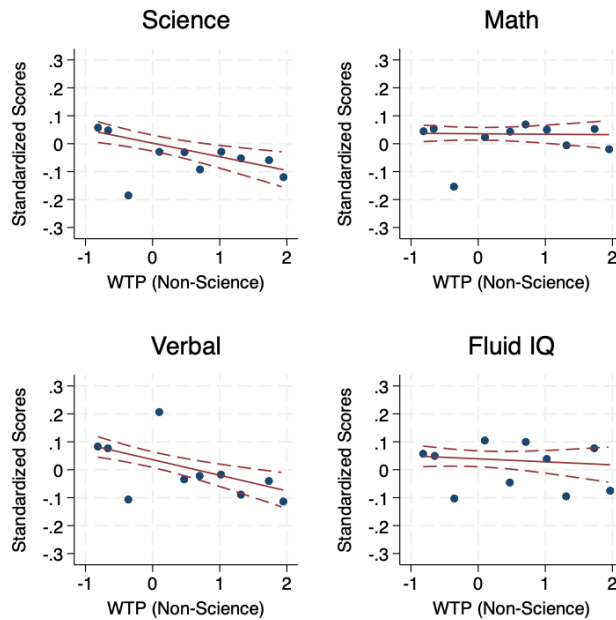 Science
Standardized Scores
.3
.2
.1
0
-.1
-.2
-.3
-1 0 1 2
WTP (Non-Science)
Math
Standardized Scores
.3
.2
.1
0
-.1
-.2
-.3
-1 0 1 2
WTP (Non-Science)
Verbal
Standardized Scores
.3
.2
.1
0
-.1
-.2
-.3
-1 0 1 2
WTP (Non-Science)
Fluid IQ
Standardized Scores
.3
.2
.1
0
-.1
-.2
-.3
-1 0 1 2
WTP (Non-Science)